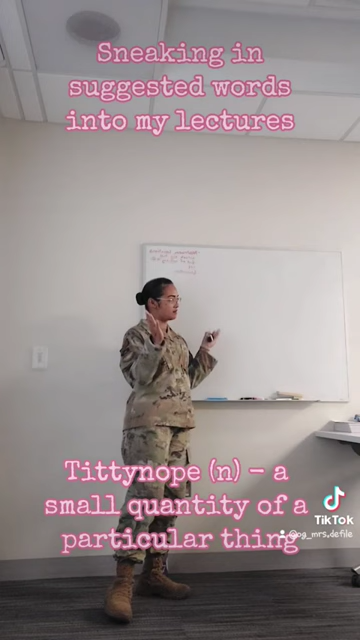 Sneaking in
suggested words
into my lectures
Tittynope (n) - a
small quantity of a
particular thing
TikTok
@og_mrs.defile